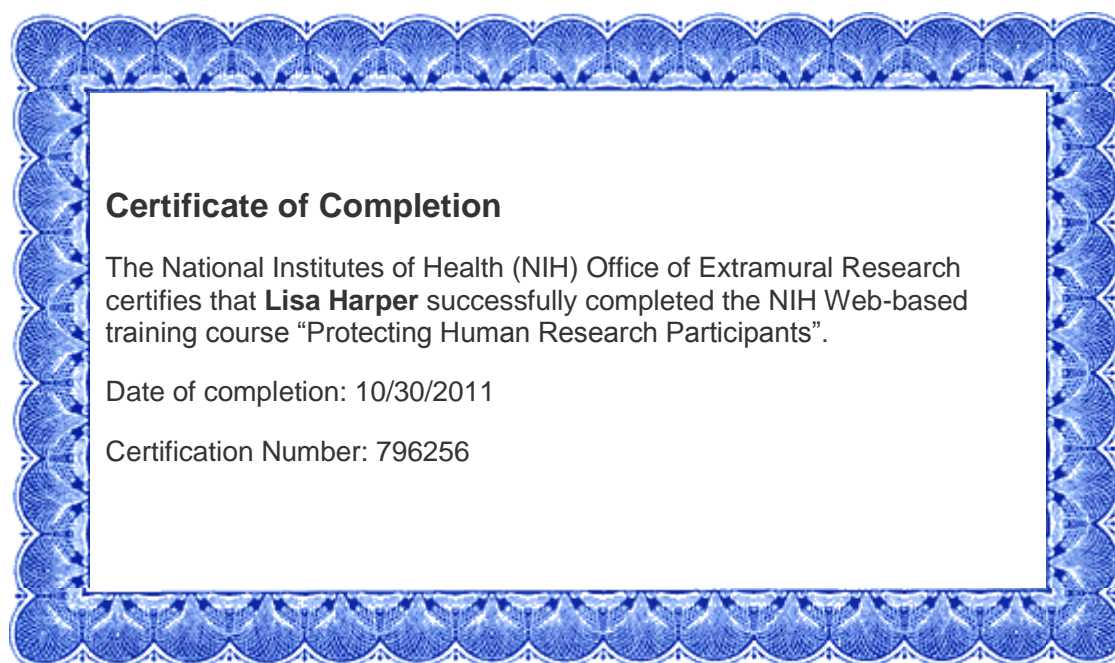 Certificate of Completion
The National Institutes of Health (NIH) Office of Extramural Research
certifies that Lisa Harper successfully completed the NIH Web-based
training course “Protecting Human Research Participants”.
Date of completion: 10/30/2011
Certification Number: 796256